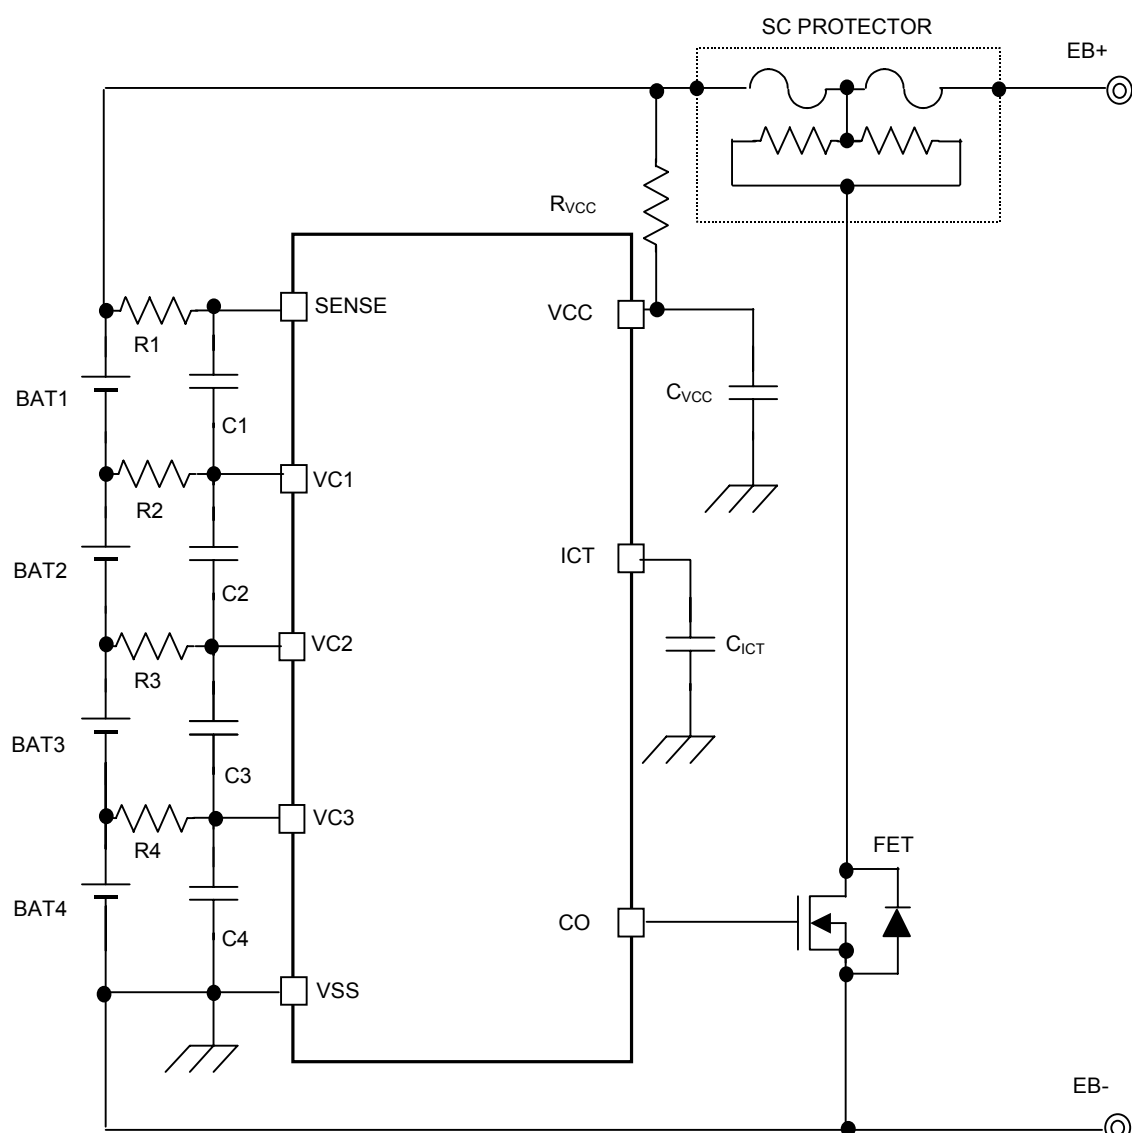 SC PROTECTOR
EB+
RVCC
SENSE
VCC
R1
BAT1
CVCC
C1
VC1
R2
ICT
BAT2
C2
VC2
CICT
R3
BAT3
C3
VC3
R4
FET
BAT4
CO
C4
VSS
EB-